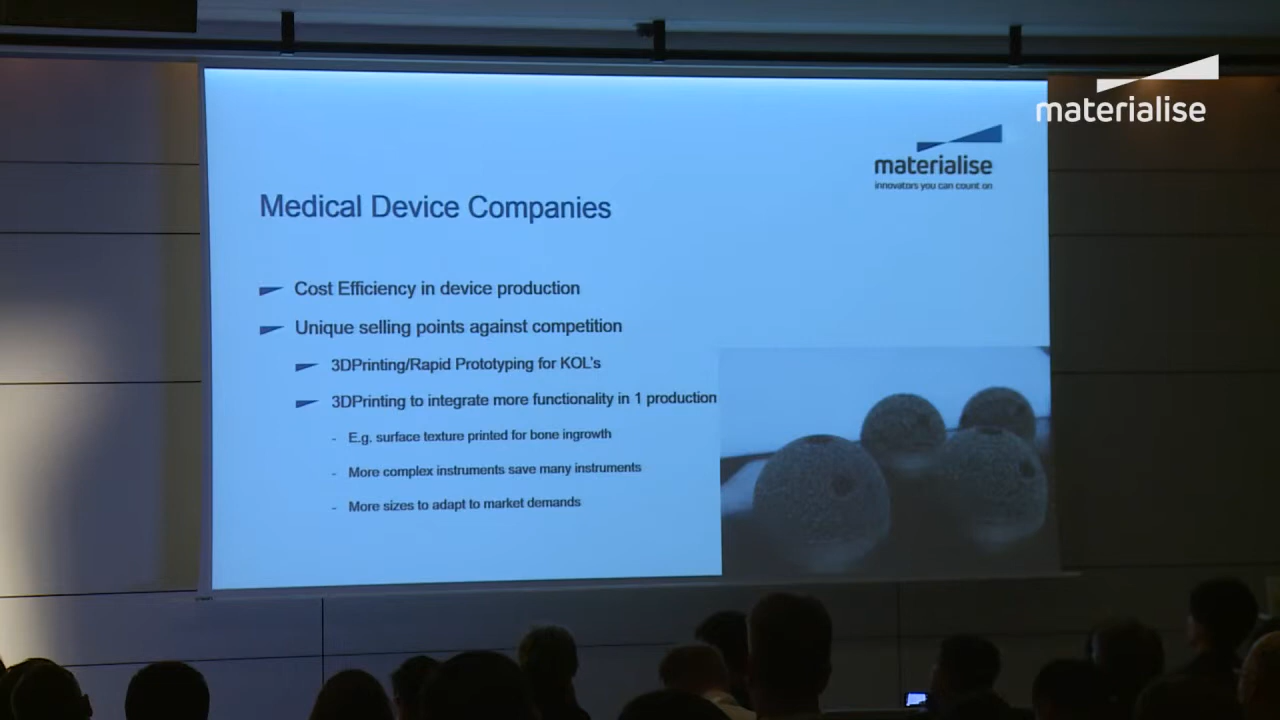 materialise
materialise
innovators you can count on
Medical Device Companies
Cost Efficiency in device production
Unique selling points against competition
3DPrinting/Rapid Prototyping for KOL's
3DPrinting to integrate more functionality in 1 production
- E.g. surface texture printed for bone ingrowth
- More complex instruments save many instruments
- More sizes to adapt to market demands